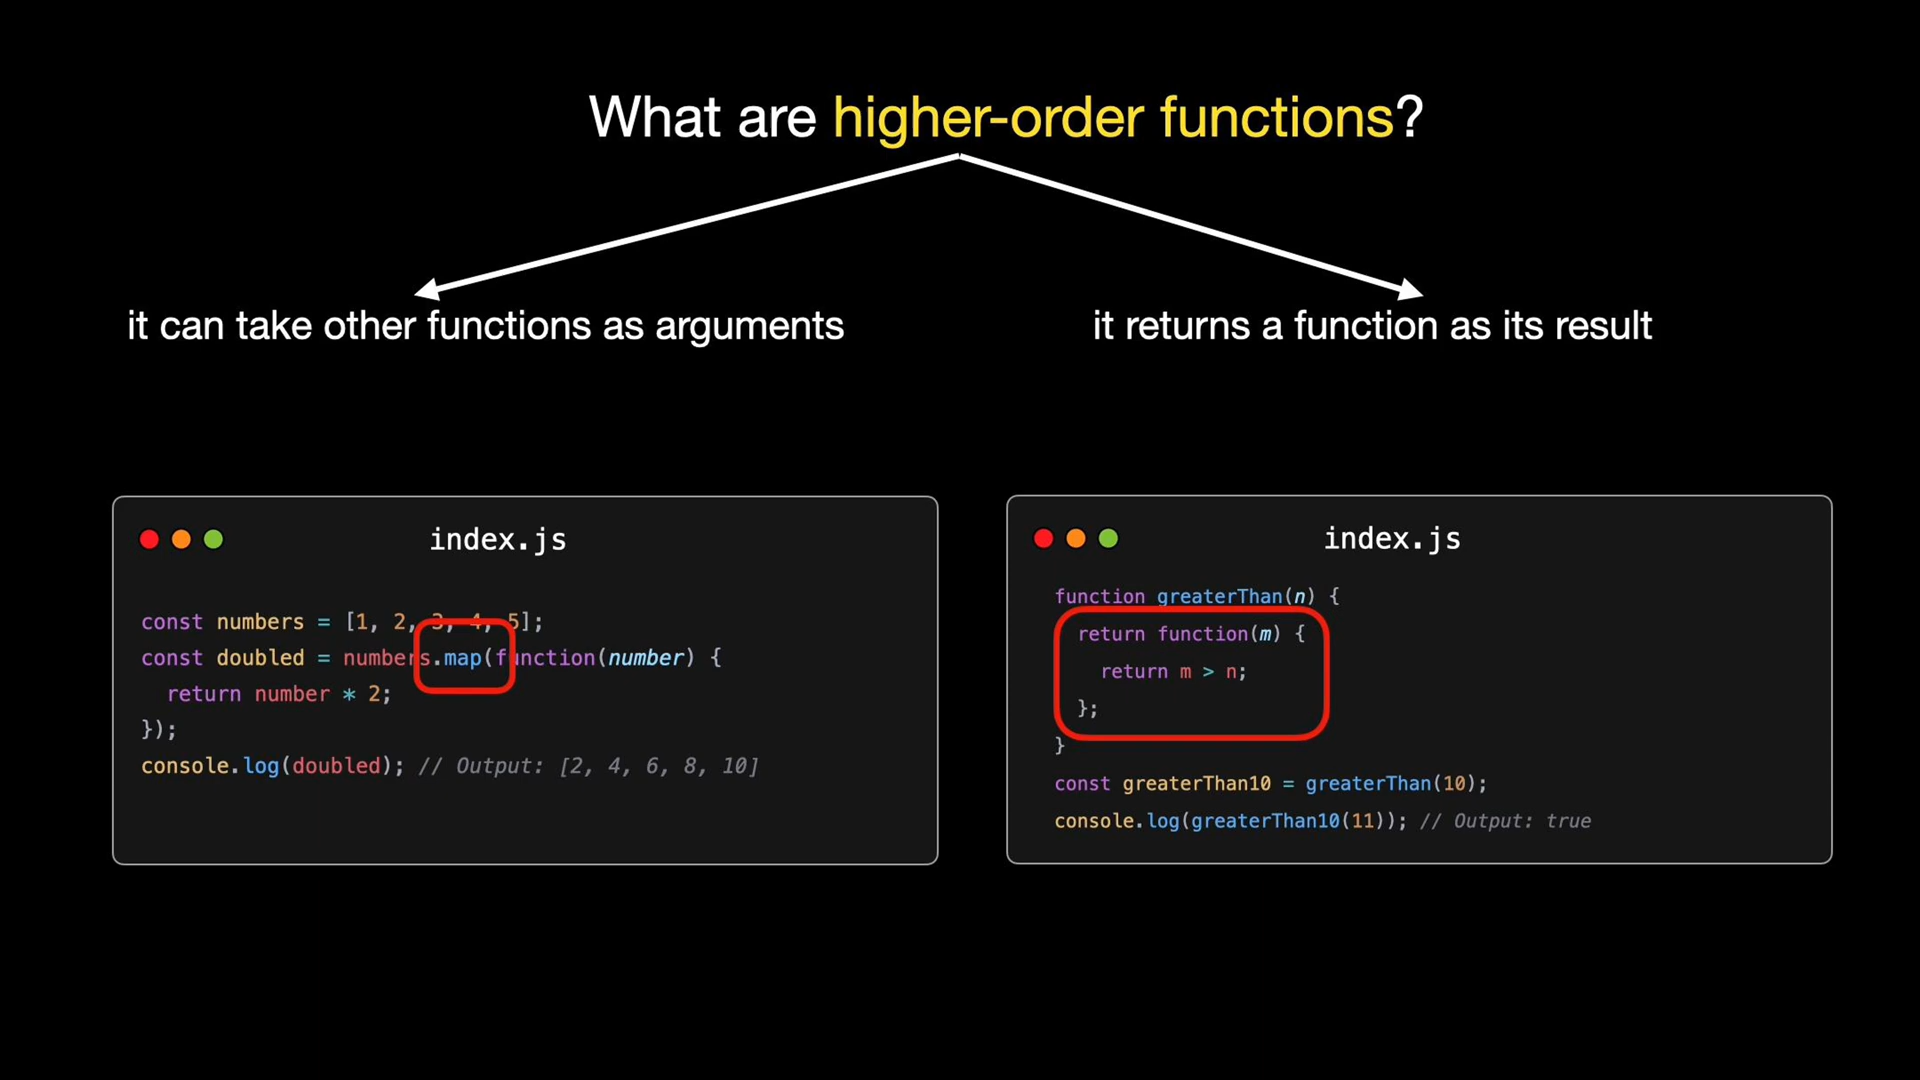 What are higher-order functions?
it can take other functions as arguments
it returns a function as its result
index.js
const numbers = [1, 2, 3, 4, 5];
const doubled = numbers.map(function(number) {
  return number * 2;
});
console.log(doubled); // Output: [2, 4, 6, 8, 10]
index.js
function greaterThan(n) {
  return function(m) {
    return m > n;
  };
}
const greaterThan10 = greaterThan(10);
console.log(greaterThan10(11)); // Output: true